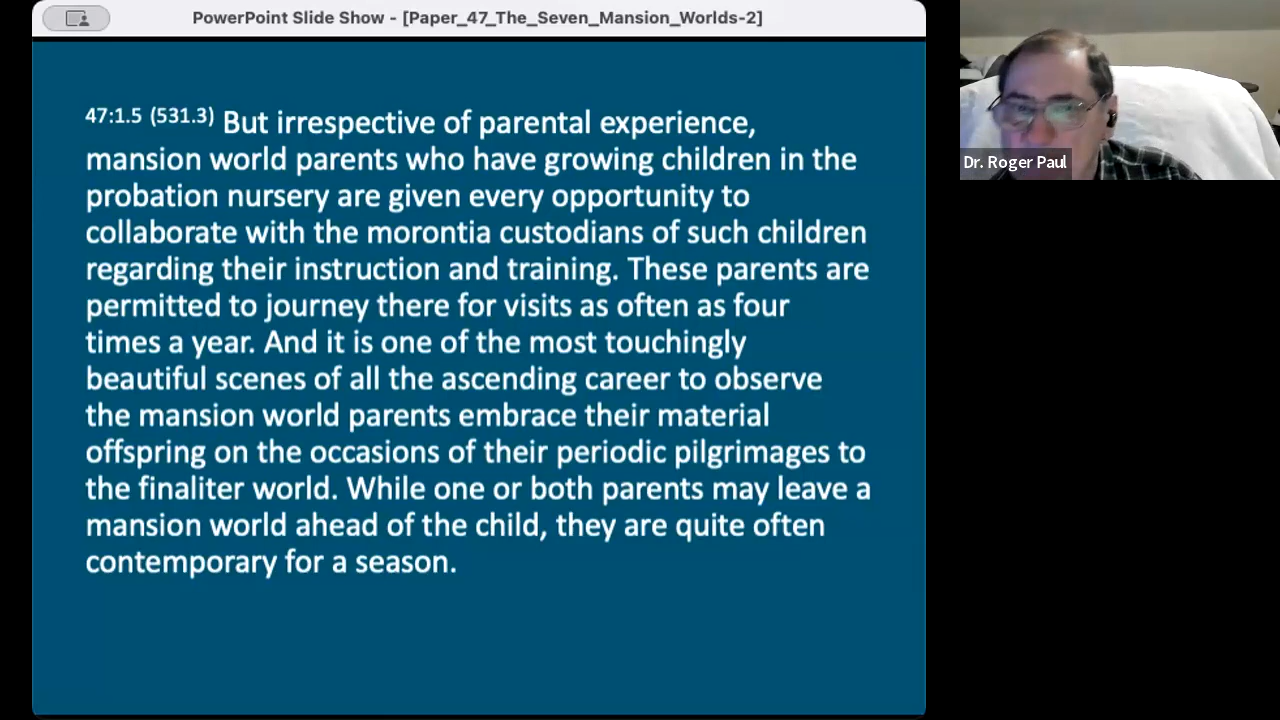 PowerPoint Slide Show - [Paper_47_The_Seven_Mansion_Worlds-2]
47:1.5 (531.3) But irrespective of parental experience,
mansion world parents who have growing children in the
probation nursery are given every opportunity to
collaborate with the morontia custodians of such children
regarding their instruction and training. These parents are
permitted to journey there for visits as often as four
times a year. And it is one of the most touchingly
beautiful scenes of all the ascending career to observe
the mansion world parents embrace their material
offspring on the occasions of their periodic pilgrimages to
the finaliter world. While one or both parents may leave a
mansion world ahead of the child, they are quite often
contemporary for a season.
Dr. Roger Paul